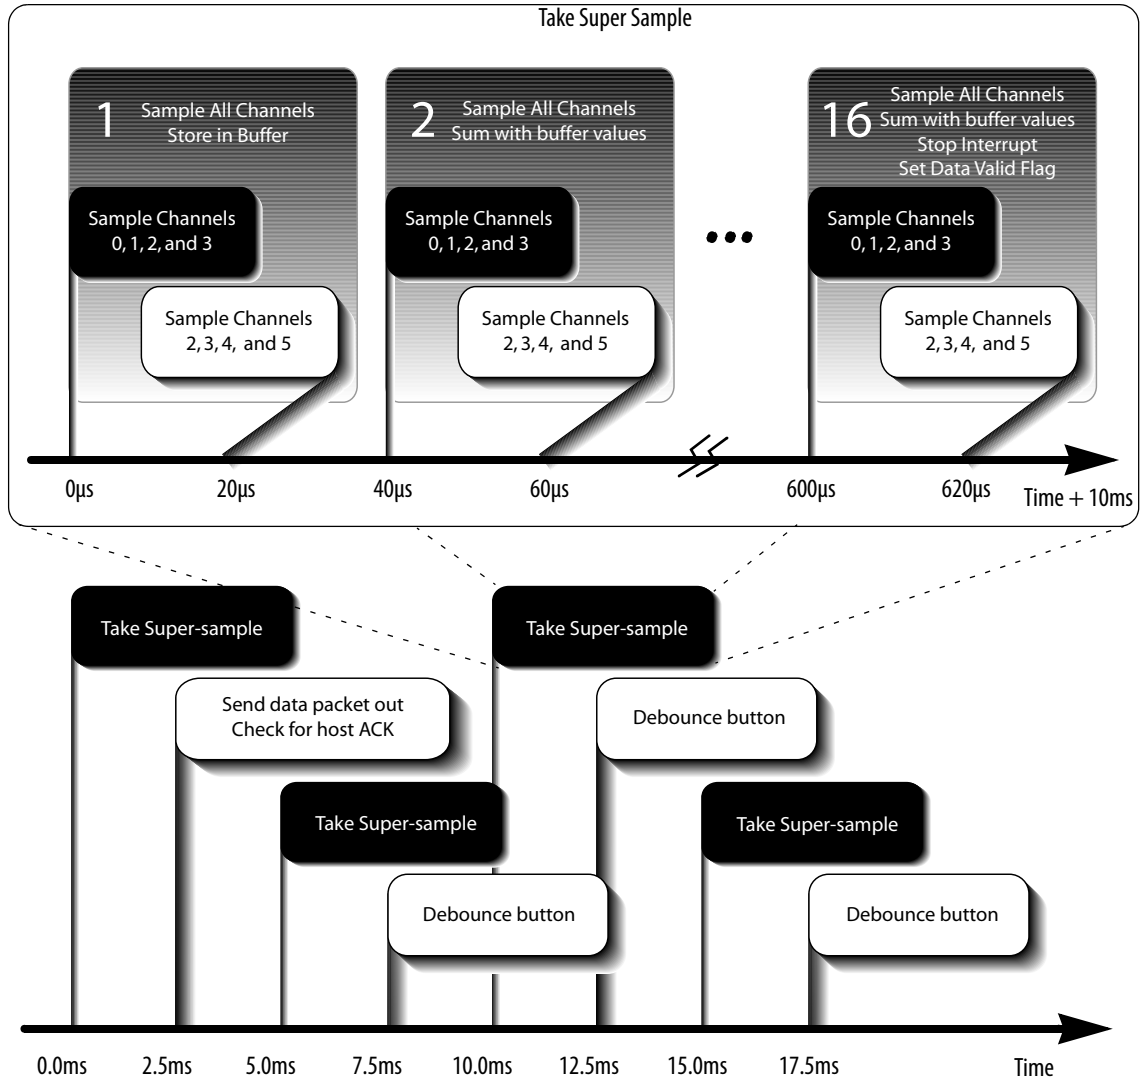 Take Super Sample
1
Sample All Channels
Store in Buffer
2
Sample All Channels
Sum with buffer values
16
Sample All Channels
Sum with buffer values
Stop Interrupt
Set Data Valid Flag
Sample Channels
0, 1, 2, and 3
Sample Channels
0, 1, 2, and 3
Sample Channels
0, 1, 2, and 3
Sample Channels
2, 3, 4, and 5
Sample Channels
2, 3, 4, and 5
Sample Channels
2, 3, 4, and 5
0µs
20µs
40µs
60µs
600µs
620µs
Time + 10ms
Take Super-sample
Take Super-sample
Send data packet out
Check for host ACK
Debounce button
Take Super-sample
Take Super-sample
Debounce button
Debounce button
0.0ms
2.5ms
5.0ms
7.5ms
10.0ms
12.5ms
15.0ms
17.5ms
Time